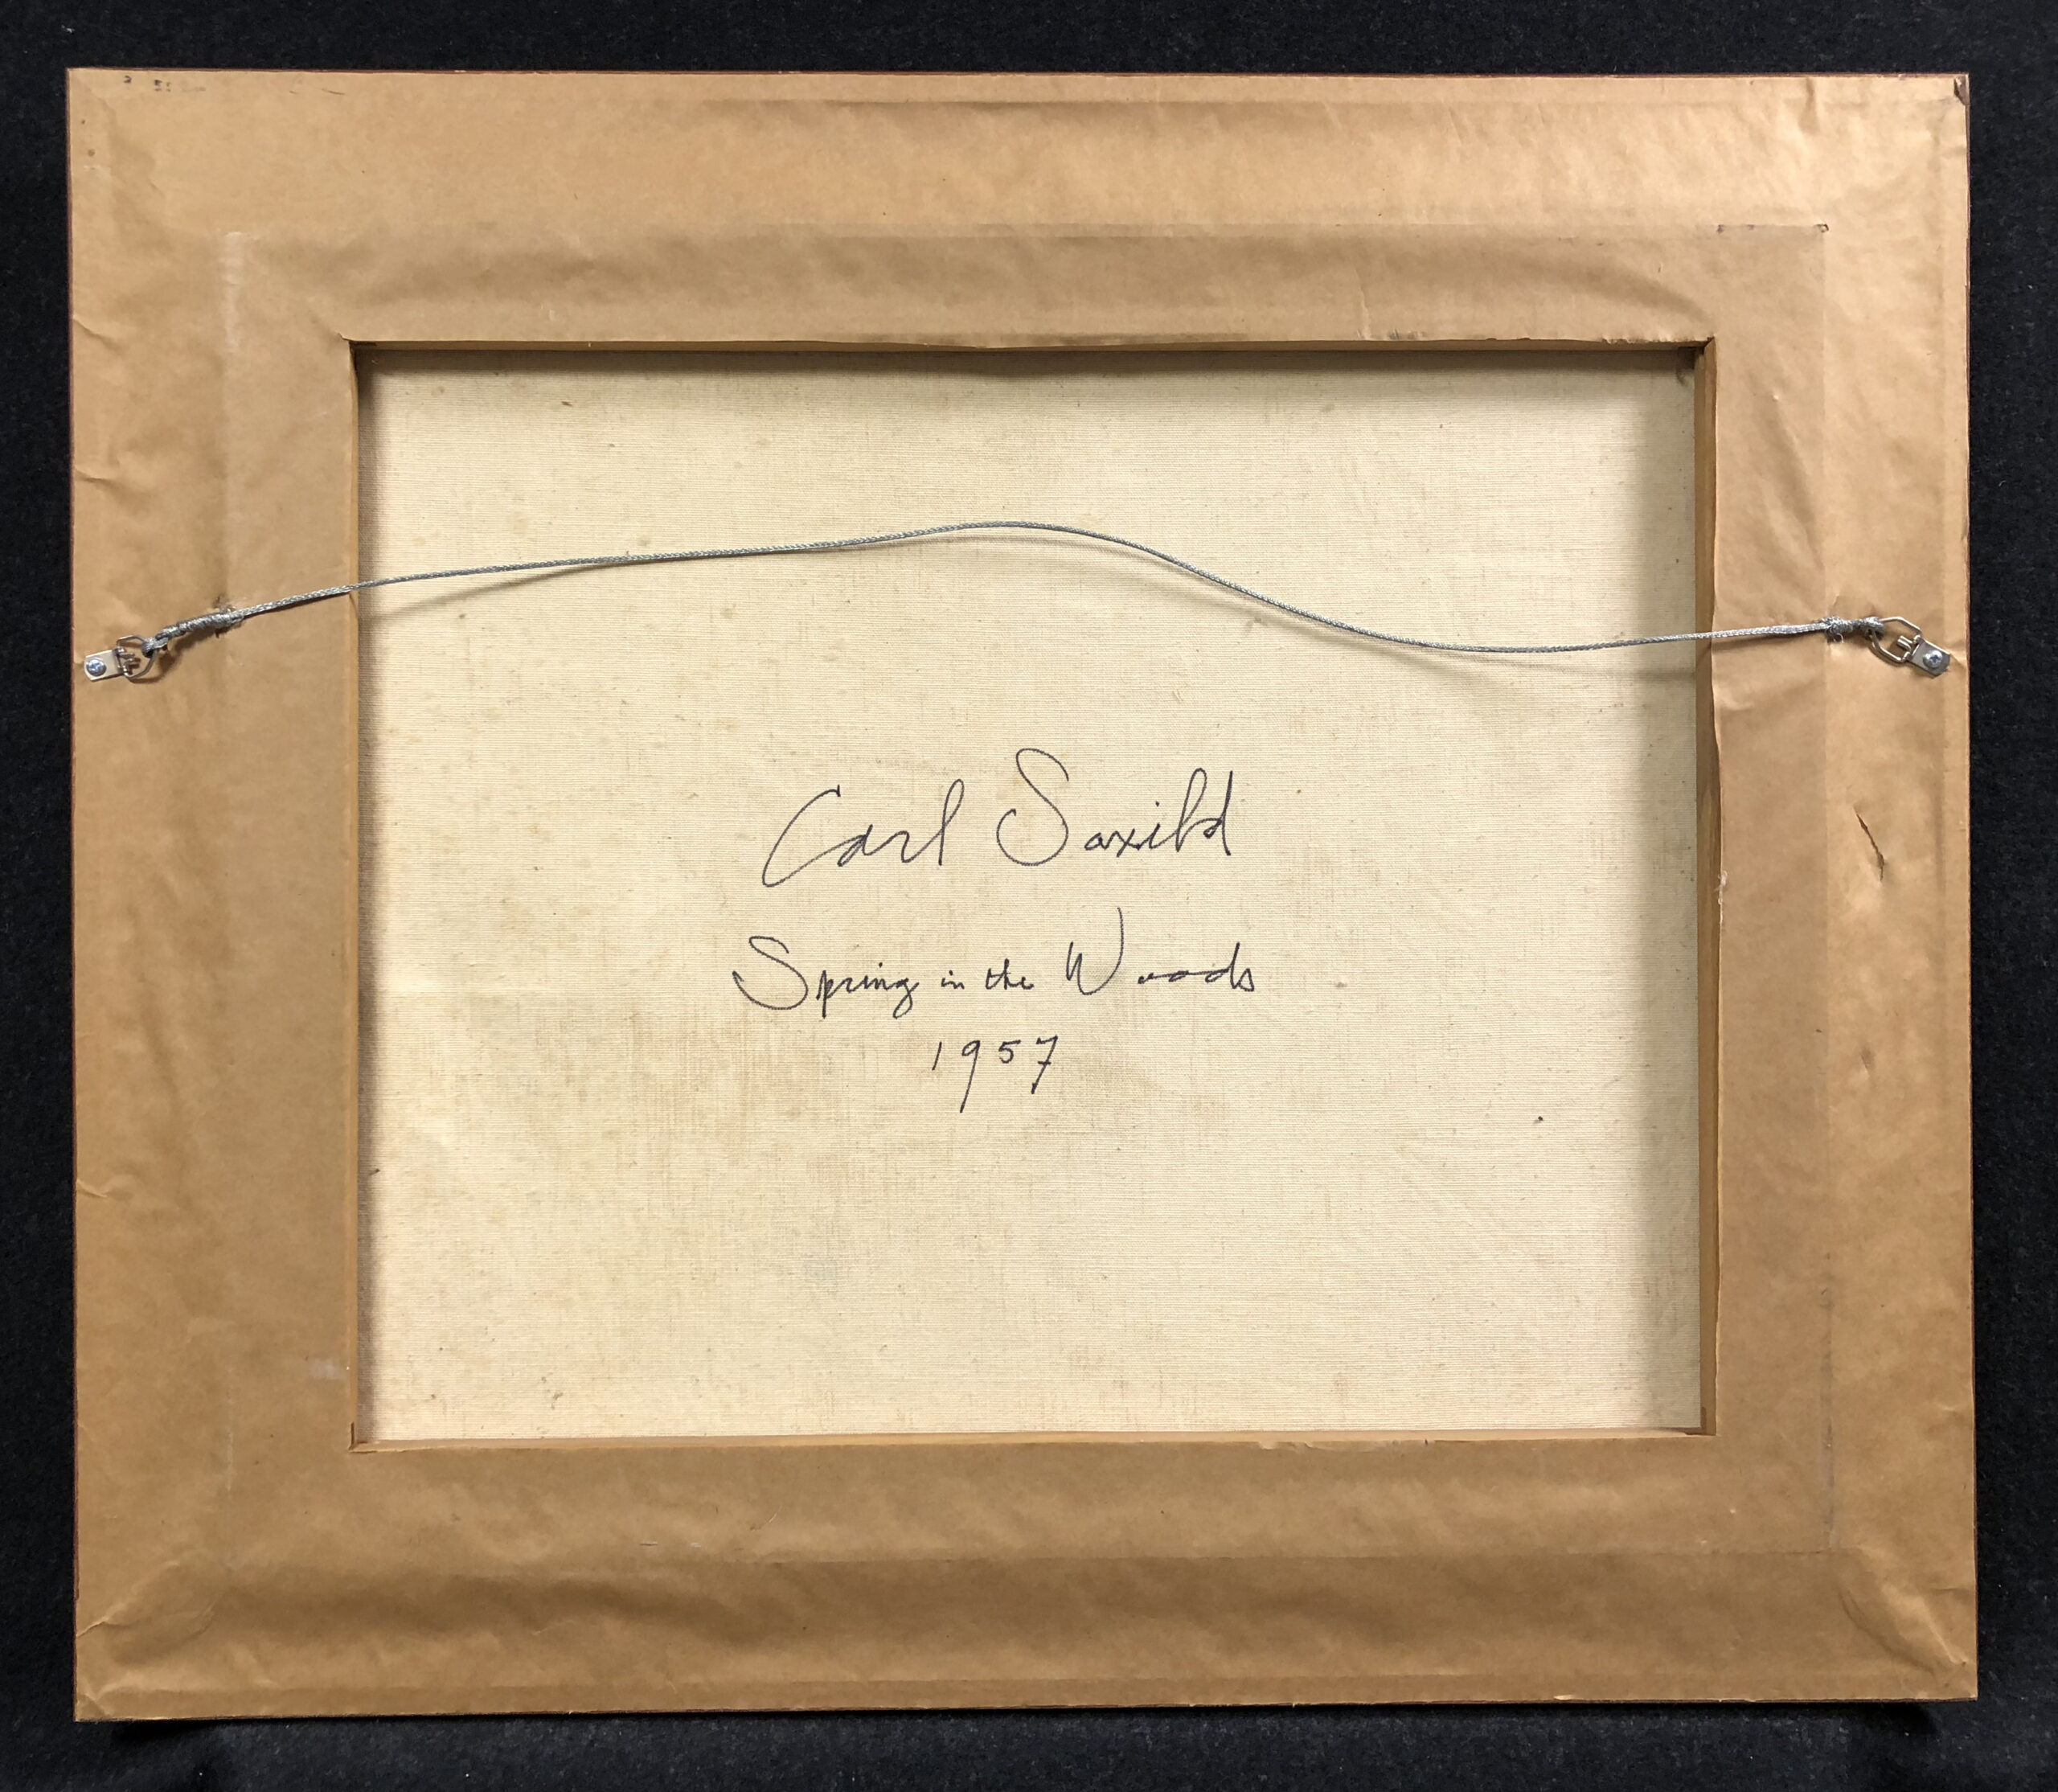 Carl Saxild
Spring in the Woods
1957